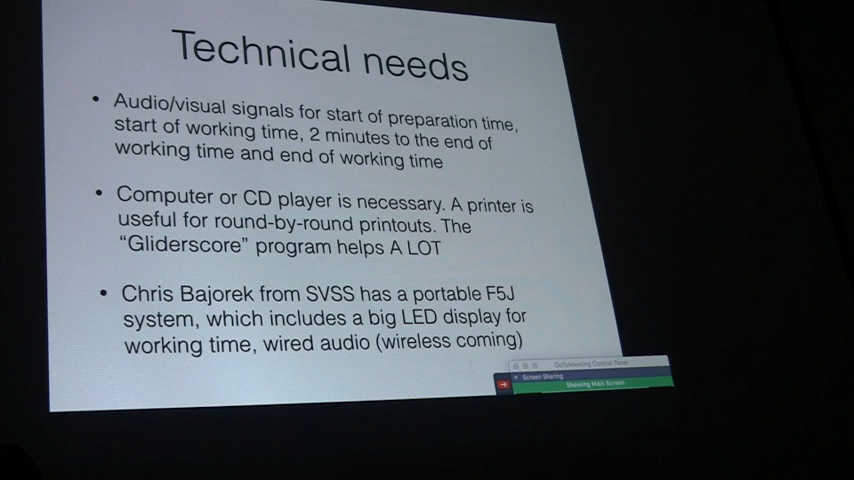 Technical needs
• Audio/visual signals for start of preparation time,
start of working time, 2 minutes to the end of
working time and end of working time
• Computer or CD player is necessary. A printer is
useful for round-by-round printouts. The
“Gliderscore” program helps A LOT
• Chris Bajorek from SVSS has a portable F5J
system, which includes a big LED display for
working time, wired audio (wireless coming)
GoToMeeting Control Panel
Screen Sharing
Showing Main Screen